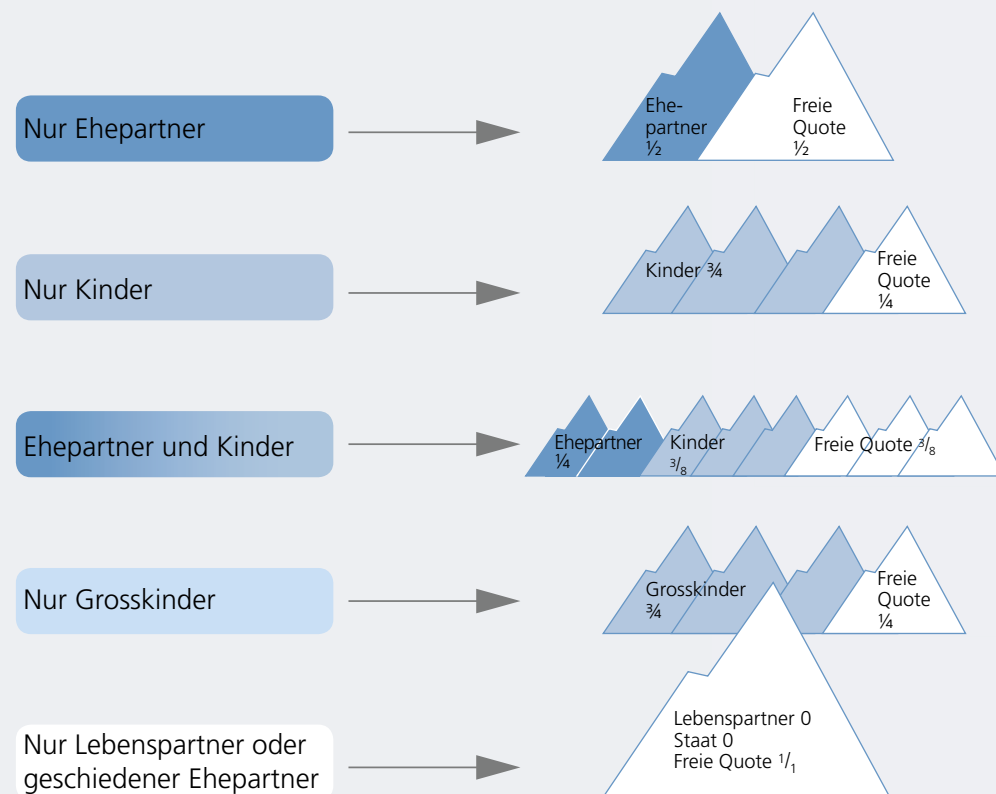 Nur Ehepartner
Ehe-
partner
½
Freie
Quote
½
Nur Kinder
Kinder ¾
Freie
Quote
¼
Ehepartner und Kinder
Ehepartner
¼
Kinder
³/₈
Freie Quote ³/₈
Nur Grosskinder
Grosskinder
¾
Freie
Quote
¼
Nur Lebenspartner oder
geschiedener Ehepartner
Lebenspartner 0
Staat 0
Freie Quote ¹/₁